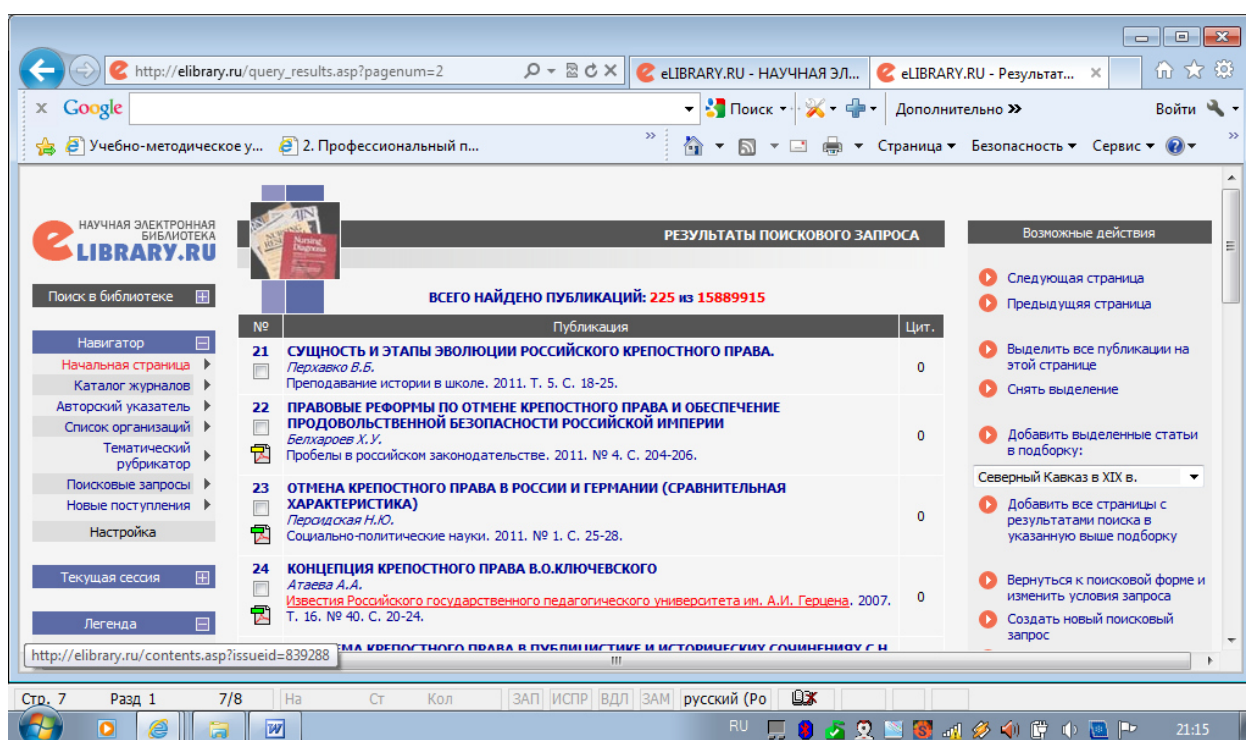 http://elibrary.ru/query_results.asp?pagenum=2
eLIBRARY.RU - НАУЧНАЯ ЭЛ...
eLIBRARY.RU - Результат...
x Google
Поиск
Дополнительно »
Войти
Учебно-методическое у...
2. Профессиональный п...
Страница
Безопасность
Сервис
НАУЧНАЯ ЭЛЕКТРОННАЯ
БИБЛИОТЕКА
LIBRARY.RU
Поиск в библиотеке
Навигатор
Начальная страница
Каталог журналов
Авторский указатель
Список организаций
Тематический
рубрикатор
Поисковые запросы
Новые поступления
Настройка
Текущая сессия
Легенда
AJN
Nursing
Diagnosis
РЕЗУЛЬТАТЫ ПОИСКОВОГО ЗАПРОСА
ВСЕГО НАЙДЕНО ПУБЛИКАЦИЙ: 225 из 15889915
№ Публикация Цит.
21 СУЩНОСТЬ И ЭТАПЫ ЭВОЛЮЦИИ РОССИЙСКОГО КРЕПОСТНОГО ПРАВА.
Перхавко В.Б.
Преподавание истории в школе. 2011. Т. 5. С. 18-25.
0
22 ПРАВОВЫЕ РЕФОРМЫ ПО ОТМЕНЕ КРЕПОСТНОГО ПРАВА И ОБЕСПЕЧЕНИЕ
ПРОДОВОЛЬСТВЕННОЙ БЕЗОПАСНОСТИ РОССИЙСКОЙ ИМПЕРИИ
Белхароев Х.У.
Пробелы в российском законодательстве. 2011. № 4. С. 204-206.
0
23 ОТМЕНА КРЕПОСТНОГО ПРАВА В РОССИИ И ГЕРМАНИИ (СРАВНИТЕЛЬНАЯ
ХАРАКТЕРИСТИКА)
Персидская Н.Ю.
Социально-политические науки. 2011. № 1. С. 25-28.
0
24 КОНЦЕПЦИЯ КРЕПОСТНОГО ПРАВА В.О.КЛЮЧЕВСКОГО
Атаева А.А.
Известия Российского государственного педагогического университета им. А.И. Герцена. 2007.
Т. 16. № 40. С. 20-24.
0
КРЕПОСТНОГО ПРАВА В ПУБЛИЦИСТИКЕ И ИСТОРИЧЕСКИХ СОЧИНЕНИЯХ С.Н.
Возможные действия
Следующая страница
Предыдущая страница
Выделить все публикации на
этой странице
Снять выделение
Добавить выделенные статьи
в подборку:
Северный Кавказ в XIX в.
Добавить все страницы с
результатами поиска в
указанную выше подборку
Вернуться к поисковой форме и
изменить условия запроса
Создать новый поисковый
запрос
http://elibrary.ru/contents.asp?issueid=839288
Стр. 7 Разд 1 7/8 На Ст Кол ЗАП ИСПР ВДЛ ЗАМ русский (Ро
RU 21:15